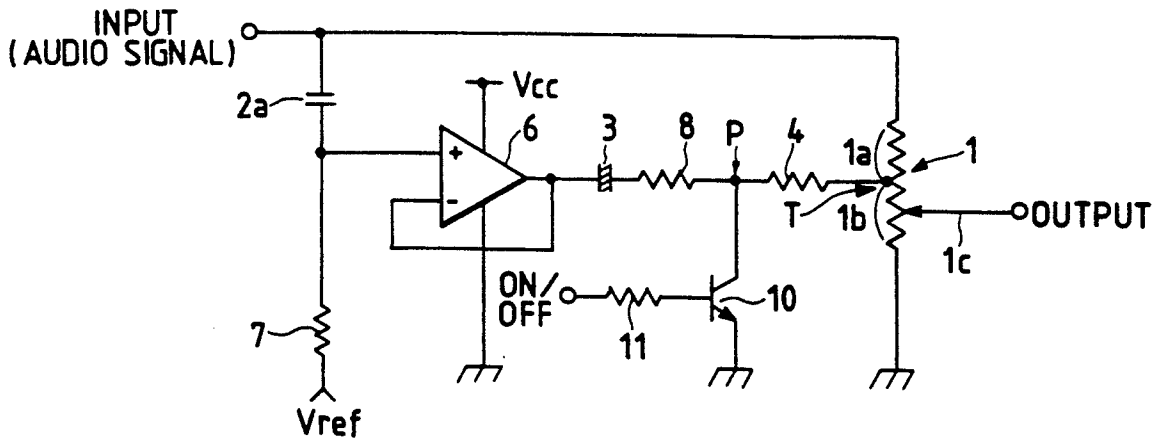 INPUT
(AUDIO SIGNAL)
2a
Vcc
6
3
8
P
4
1a
1
+
-
T
1b
OUTPUT
1c
ON/
OFF
10
11
7
Vref